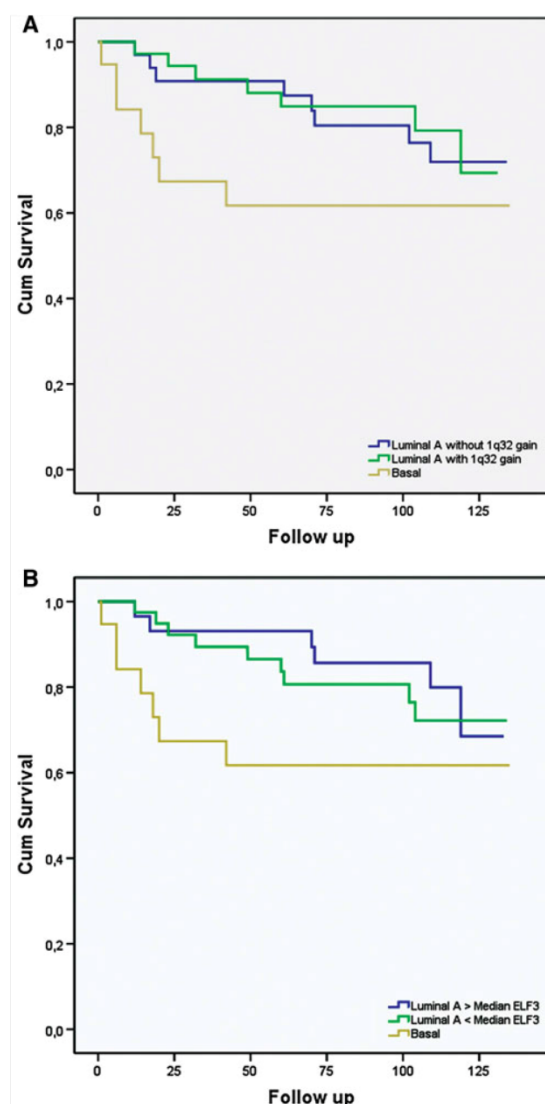 A
1,0
0,8
0,6
0,4
0,2
0,0
Cum Survival
Luminal A without 1q32 gain
Luminal A with 1q32 gain
Basal
0 25 50 75 100 125
Follow up
B
1,0
0,8
0,6
0,4
0,2
0,0
Cum Survival
Luminal A > Median ELF3
Luminal A < Median ELF3
Basal
0 25 50 75 100 125
Follow up